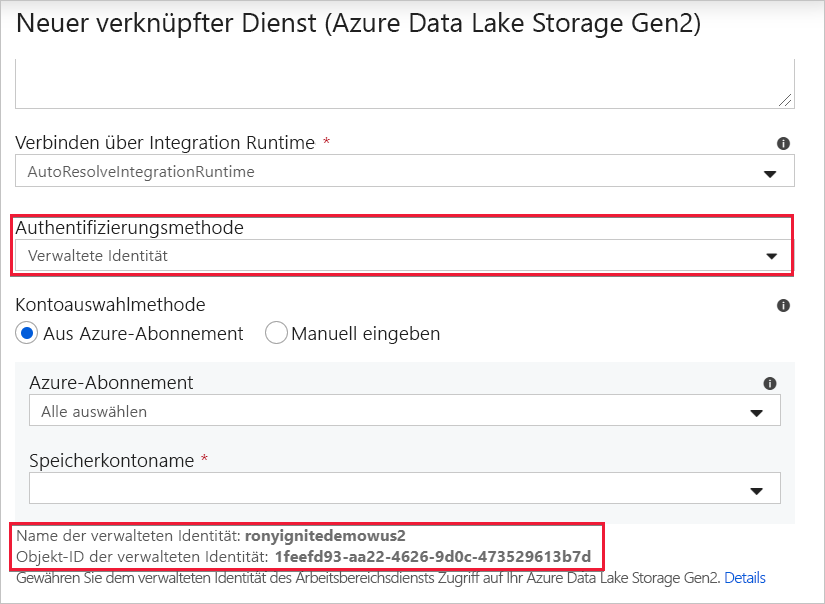 Neuer verknüpfter Dienst (Azure Data Lake Storage Gen2)
Verbinden über Integration Runtime *
AutoResolveIntegrationRuntime
Authentifizierungsmethode
Verwaltete Identität
Kontoauswahlmethode
Aus Azure-Abonnement Manuell eingeben
Azure-Abonnement
Alle auswählen
Speicherkontoname *
Name der verwalteten Identität: ronyignitedemowus2
Objekt-ID der verwalteten Identität: 1feefd93-aa22-4626-9d0c-473529613b7d
Gewähren Sie dem verwalteten Identität des Arbeitsbereichsdiensts Zugriff auf Ihr Azure Data Lake Storage Gen2. Details